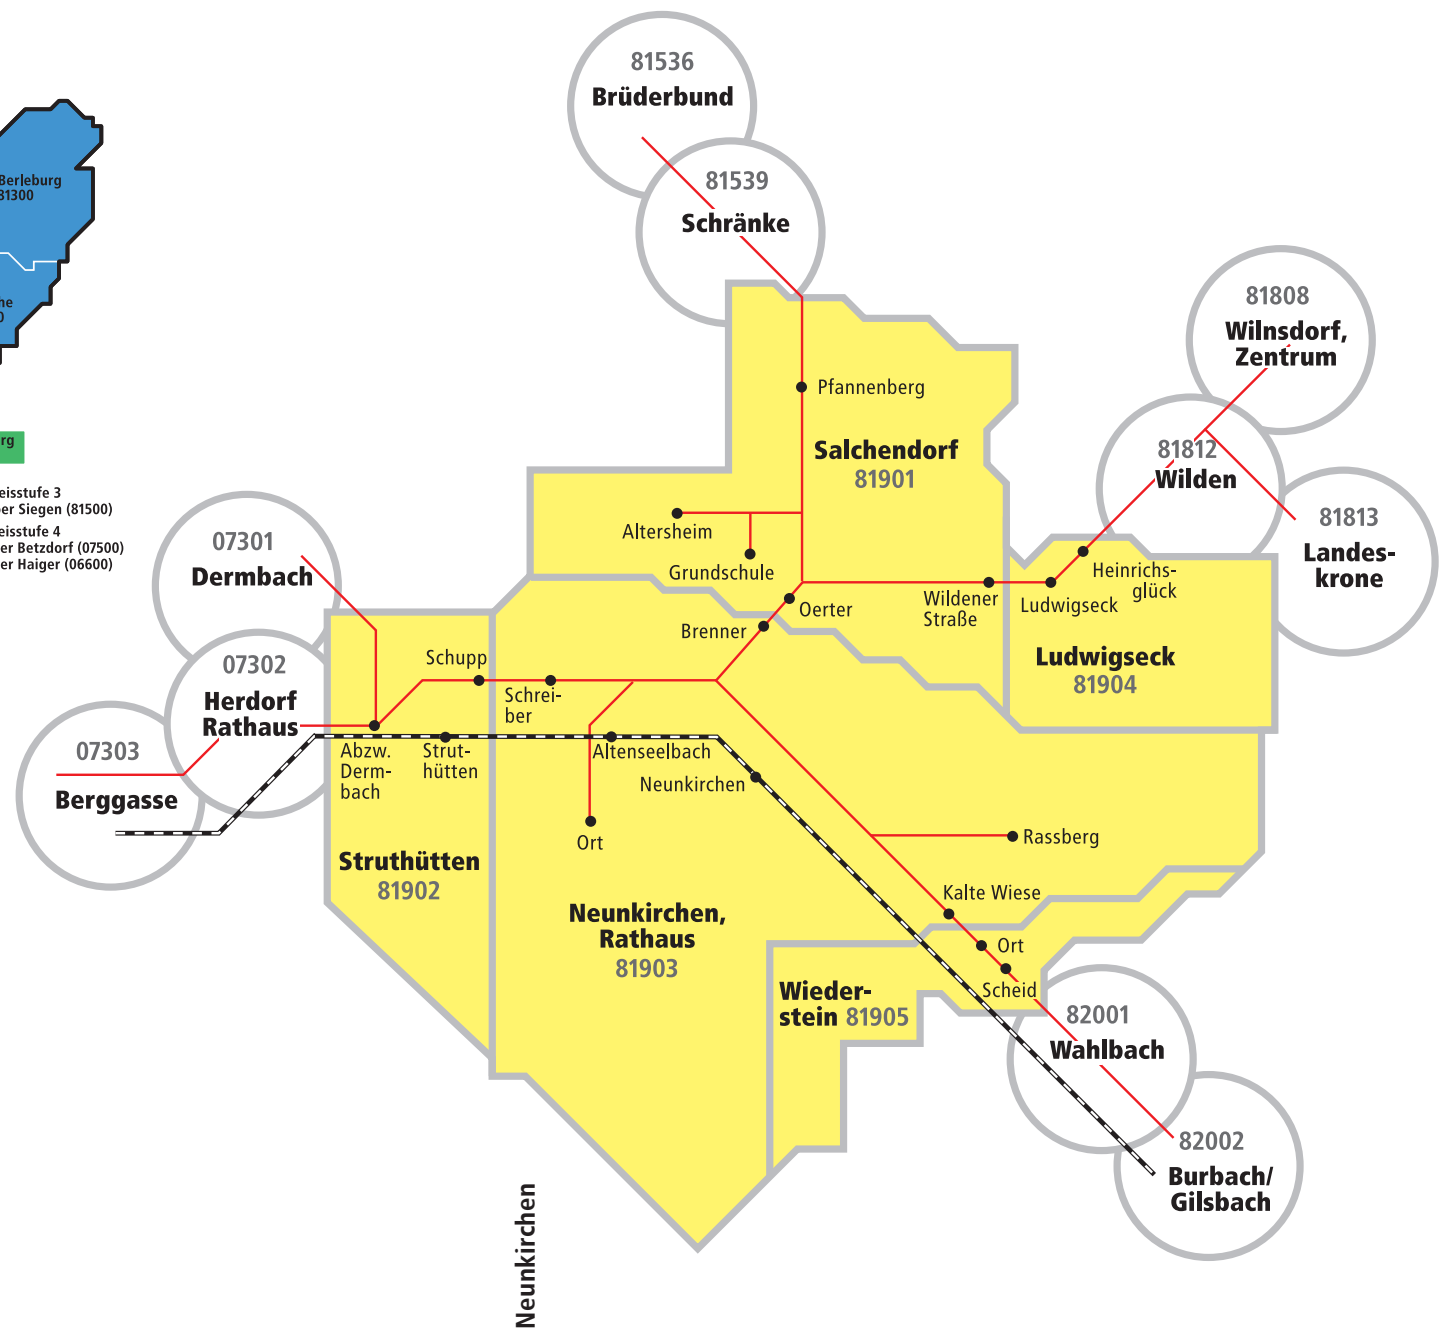 81536
Brüderbund
81539
Schränke
Berleburg
81300
81808
Wilnsdorf,
Zentrum
81812
Wilden
81813
Landes-
krone
Pfannenberg
Salchendorf
81901
eisstufe 3
er Siegen (81500)
eisstufe 4
er Betzdorf (07500)
er Haiger (06600)
Altersheim
Grundschule
07301
Dermbach
Wildener
Straße
Ludwigseck
Heinrichs-
glück
Oerter
Brenner
Ludwigseck
81904
07302
Herdorf
Rathaus
Schupp
Schrei-
ber
07303
Berggasse
Abzw.
Derm-
bach
Strut-
hütten
Altenseelbach
Neunkirchen
Ort
Rassberg
Struthütten
81902
Kalte Wiese
Neunkirchen,
Rathaus
81903
Ort
Scheid
Wieder-
stein 81905
82001
Wahlbach
82002
Burbach/
Gilsbach
Neunkirchen